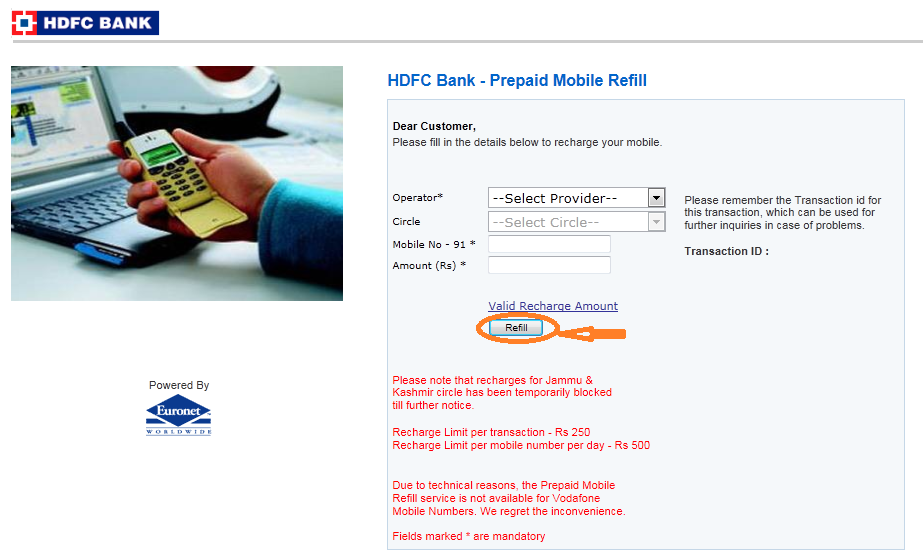 HDFC BANK
HDFC Bank - Prepaid Mobile Refill
Dear Customer,
Please fill in the details below to recharge your mobile.
Operator*
--Select Provider--
Circle
--Select Circle--
Mobile No - 91 *
Amount (Rs) *
Please remember the Transaction id for
this transaction, which can be used for
further inquiries in case of problems.
Transaction ID :
Valid Recharge Amount
Refill
Please note that recharges for Jammu &
Kashmir circle has been temporarily blocked
till further notice.
Recharge Limit per transaction - Rs 250
Recharge Limit per mobile number per day - Rs 500
Due to technical reasons, the Prepaid Mobile
Refill service is not available for Vodafone
Mobile Numbers. We regret the inconvenience.
Fields marked * are mandatory
Powered By
Euronet
WORLDWIDE